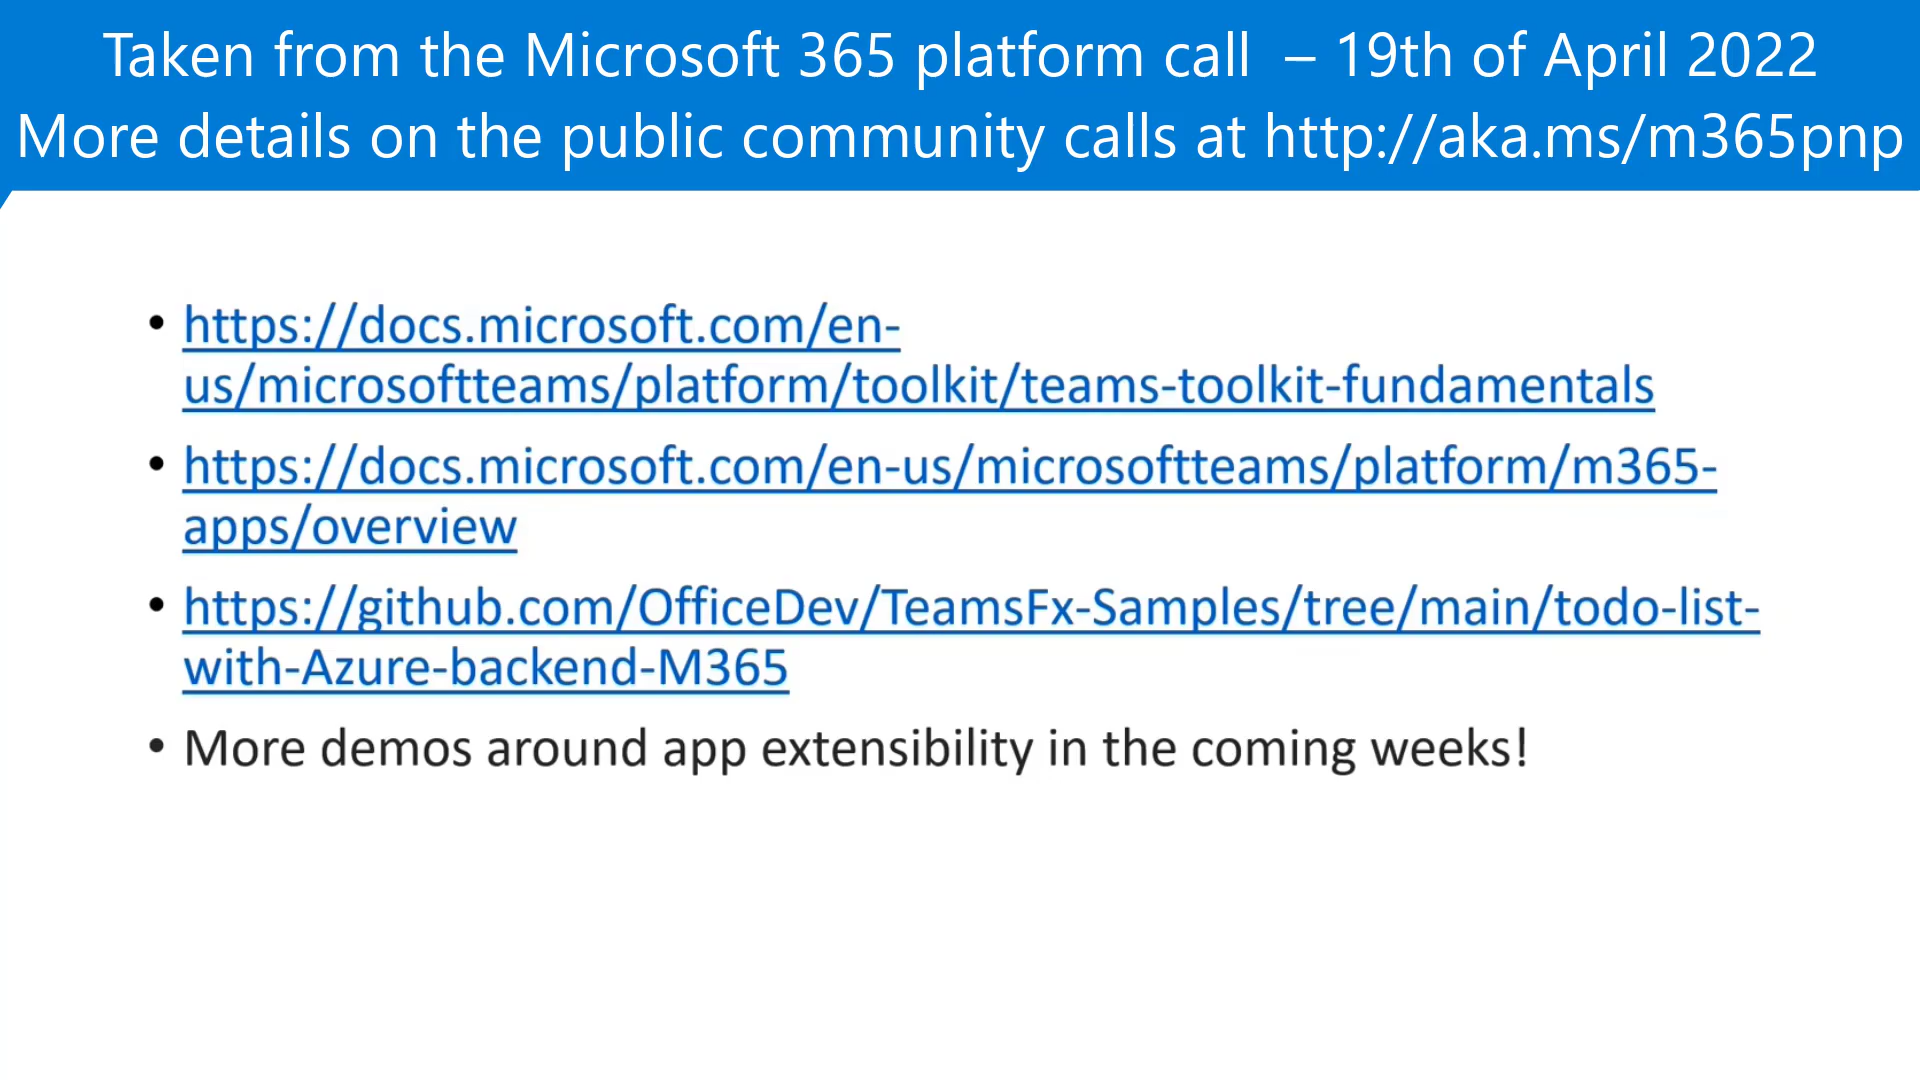 Taken from the Microsoft 365 platform call – 19th of April 2022
More details on the public community calls at http://aka.ms/m365pnp
• https://docs.microsoft.com/en-
us/microsoftteams/platform/toolkit/teams-toolkit-fundamentals
• https://docs.microsoft.com/en-us/microsoftteams/platform/m365-
apps/overview
• https://github.com/OfficeDev/TeamsFx-Samples/tree/main/todo-list-
with-Azure-backend-M365
• More demos around app extensibility in the coming weeks!